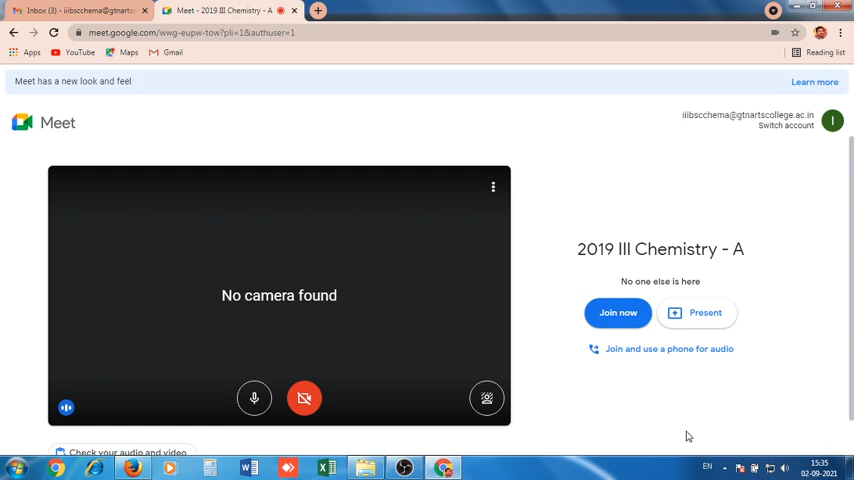 Inbox (3) - iiibschema@gtnarts
Meet - 2019 III Chemistry - A
meet.google.com/wwg-eupw-tow?pli=1&authuser=1
Apps
YouTube
Maps
Gmail
Reading list
Meet has a new look and feel
Learn more
Meet
iiibscchema@gtnartscollege.ac.in
Switch account
I
No camera found
2019 III Chemistry - A
No one else is here
Join now
Present
Join and use a phone for audio
Check your audio and video
EN
15:35
02-09-2021